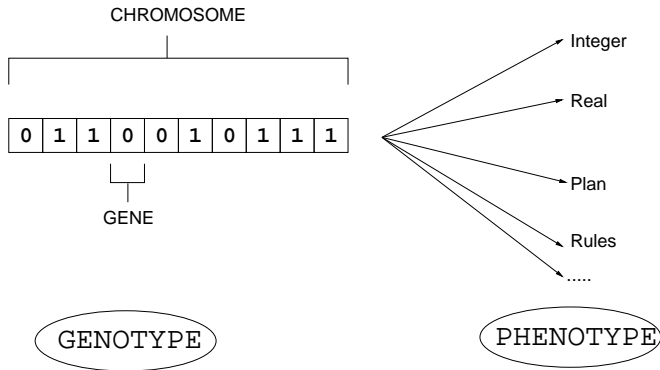 CHROMOSOME
0 1 1 0 0 1 0 1 1 1
GENE
Integer
Real
Plan
Rules
.....
GENOTYPE
PHENOTYPE